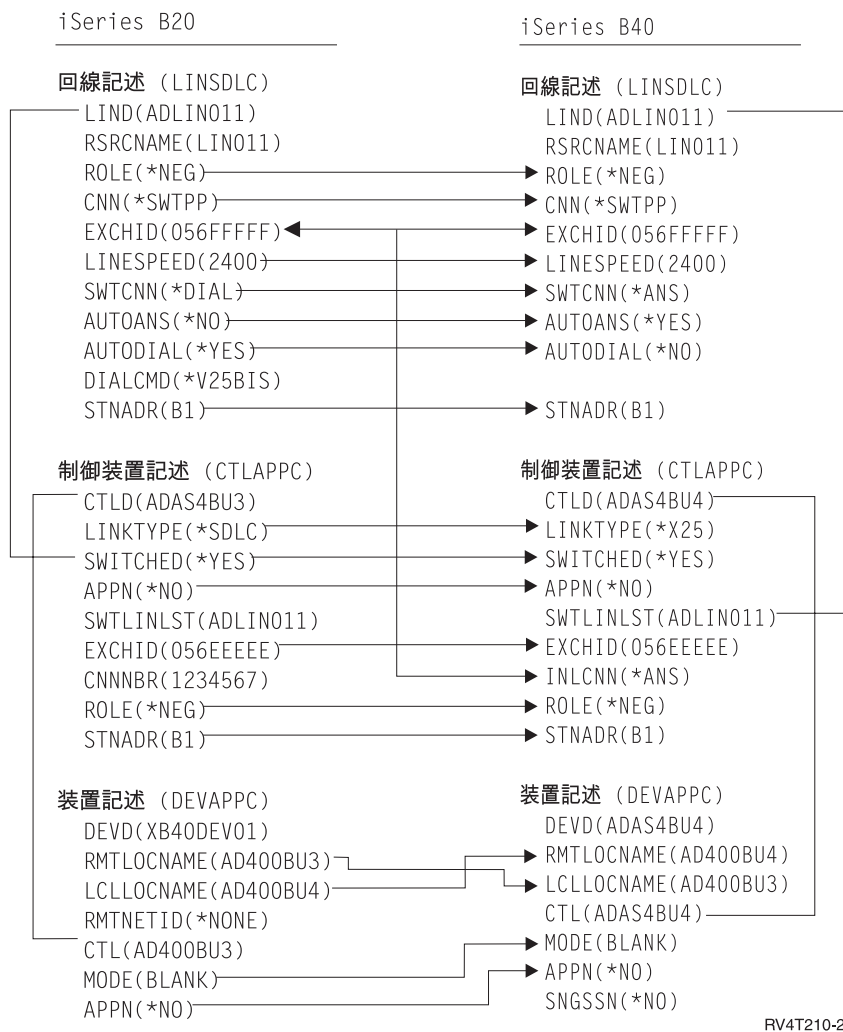 iSeries B20
回線記述 (LINSDLC)
LIND(ADLIN011)
RSRCNAME(LIN011)
ROLE(*NEG)
CNN(*SWTPP)
EXCHID(056FFFFF)
LINESPEED(2400)
SWTCNN(*DIAL)
AUTOANS(*NO)
AUTODIAL(*YES)
DIALCMD(*V25BIS)
STNADR(B1)
制御装置記述 (CTLAPPC)
CTLD(ADAS4BU3)
LINKTYPE(*SDLC)
SWITCHED(*YES)
APPN(*NO)
SWTLINLST(ADLIN011)
EXCHID(056EEEEE)
CNNNBR(1234567)
ROLE(*NEG)
STNADR(B1)
装置記述 (DEVAPPC)
DEVD(XB40DEV01)
RMTLOCNAME(AD400BU3)
LCLLOCNAME(AD400BU4)
RMTNETID(*NONE)
CTL(AD400BU3)
MODE(BLANK)
APPN(*NO)
iSeries B40
回線記述 (LINSDLC)
LIND(ADLIN011)
RSRCNAME(LIN011)
ROLE(*NEG)
CNN(*SWTPP)
EXCHID(056FFFFF)
LINESPEED(2400)
SWTCNN(*ANS)
AUTOANS(*YES)
AUTODIAL(*NO)
STNADR(B1)
制御装置記述 (CTLAPPC)
CTLD(ADAS4BU4)
LINKTYPE(*X25)
SWITCHED(*YES)
APPN(*NO)
SWTLINLST(ADLIN011)
EXCHID(056EEEEE)
INLCNN(*ANS)
ROLE(*NEG)
STNADR(B1)
装置記述 (DEVAPPC)
DEVD(ADAS4BU4)
RMTLOCNAME(AD400BU4)
LCLLOCNAME(AD400BU3)
CTL(ADAS4BU4)
MODE(BLANK)
APPN(*NO)
SNGSSN(*NO)
RV4T210-2